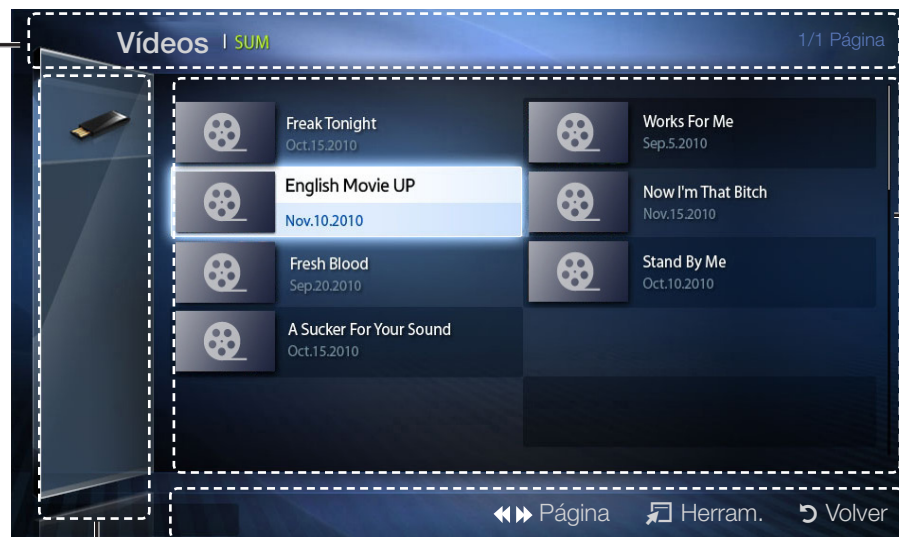 Vídeos | SUM
1/1 Página
Freak Tonight
Oct.15.2010
English Movie UP
Nov.10.2010
Fresh Blood
Sep.20.2010
A Sucker For Your Sound
Oct.15.2010
Works For Me
Sep.5.2010
Now I'm That Bitch
Nov.15.2010
Stand By Me
Oct.10.2010
Página Herram. Volver